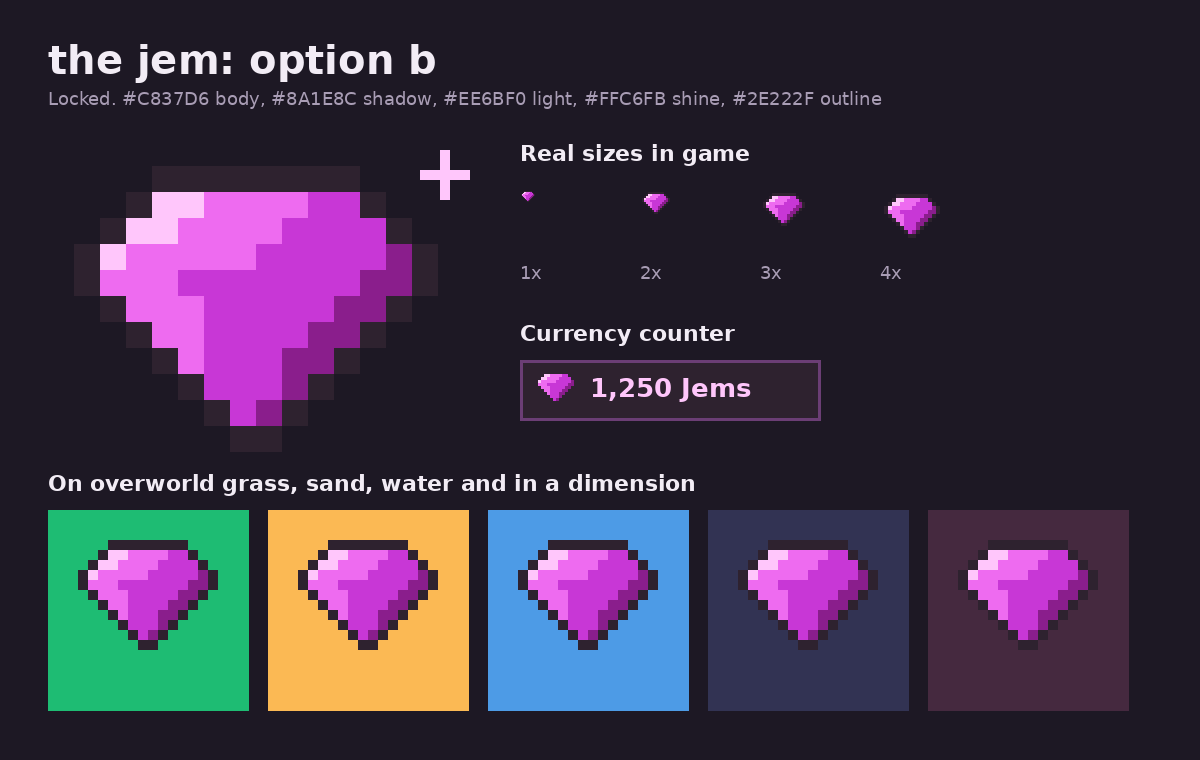 the jem: option b
Locked. #C837D6 body, #8A1E8C shadow, #EE6BF0 light, #FFC6FB shine, #2E222F outline
Real sizes in game
1x 2x 3x 4x
Currency counter
1,250 Jems
On overworld grass, sand, water and in a dimension